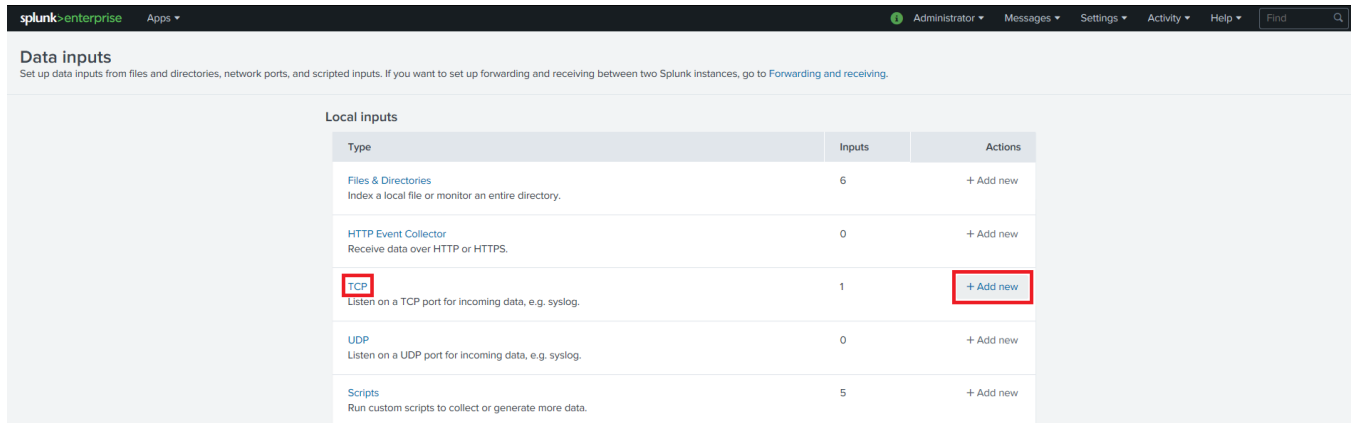 splunk>enterprise Apps ▾ i Administrator ▾ Messages ▾ Settings ▾ Activity ▾ Help ▾ Find
Data inputs
Set up data inputs from files and directories, network ports, and scripted inputs. If you want to set up forwarding and receiving between two Splunk instances, go to Forwarding and receiving.
Local inputs
Type Inputs Actions
Files & Directories 6 + Add new
Index a local file or monitor an entire directory.
HTTP Event Collector 0 + Add new
Receive data over HTTP or HTTPS.
TCP 1 + Add new
Listen on a TCP port for incoming data, e.g. syslog.
UDP 0 + Add new
Listen on a UDP port for incoming data, e.g. syslog.
Scripts 5 + Add new
Run custom scripts to collect or generate more data.